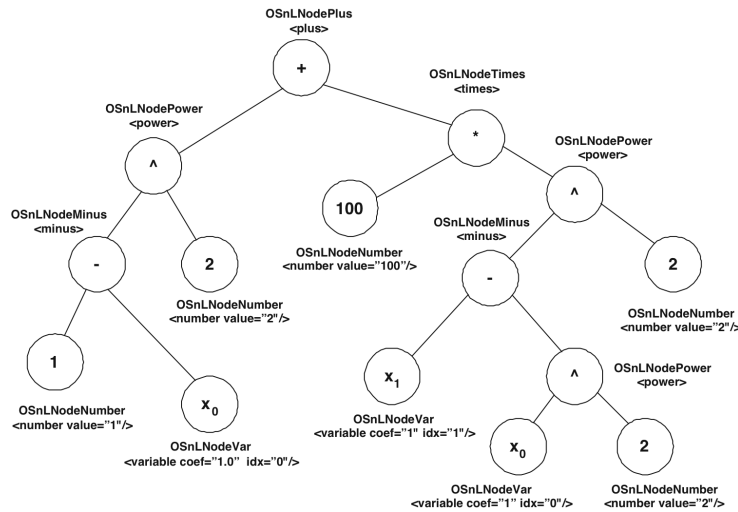 OSnLNodePlus
<plus>
+
OSnLNodeTimes
<times>
*
OSnLNodePower
<power>
^
OSnLNodePower
<power>
^
100
OSnLNodeNumber
<number value="100"/>
OSnLNodeMinus
<minus>
-
2
OSnLNodeNumber
<number value="2"/>
OSnLNodeMinus
<minus>
-
2
OSnLNodeNumber
<number value="2"/>
1
OSnLNodeNumber
<number value="1"/>
x0
OSnLNodeVar
<variable coef="1.0" idx="0"/>
x1
OSnLNodeVar
<variable coef="1" idx="1"/>
^
OSnLNodePower
<power>
x0
OSnLNodeVar
<variable coef="1" idx="0"/>
2
OSnLNodeNumber
<number value="2"/>